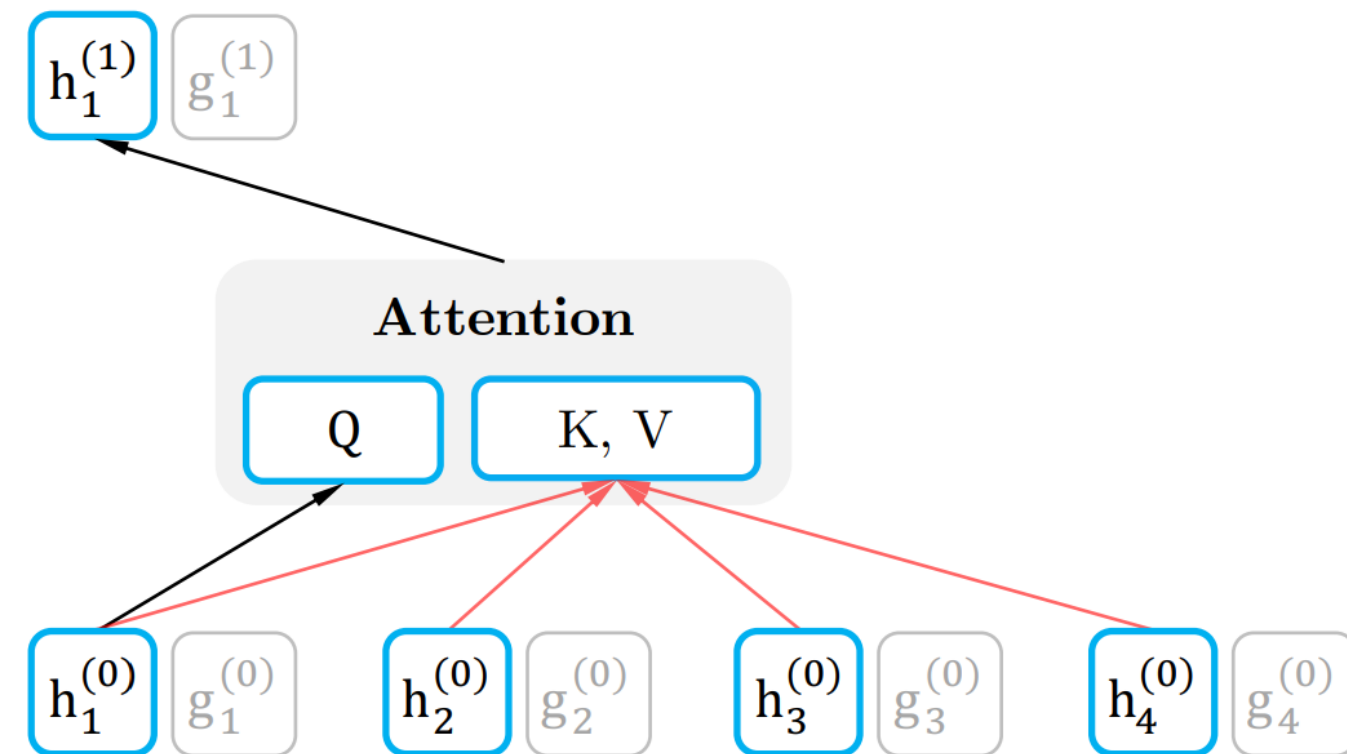 h₁⁽¹⁾ g₁⁽¹⁾
Attention
Q K, V
h₁⁽⁰⁾ g₁⁽⁰⁾ h₂⁽⁰⁾ g₂⁽⁰⁾ h₃⁽⁰⁾ g₃⁽⁰⁾ h₄⁽⁰⁾ g₄⁽⁰⁾